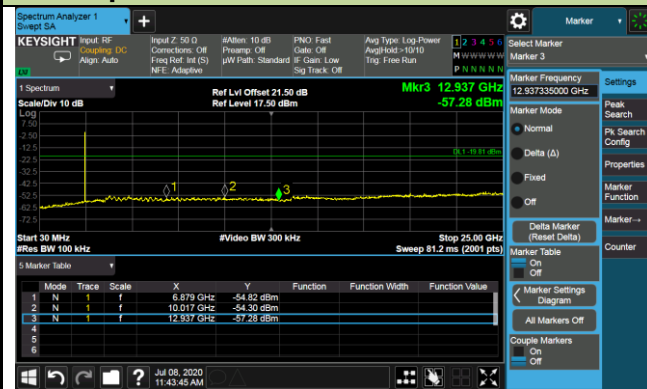 Spectrum Analyzer 1
Swept SA
Marker
KEYSIGHT
Input: RF
Coupling: DC
Align: Auto
Input Z: 50 Ω
Corrections: Off
Freq Ref: Int (S)
NFE: Adaptive
#Atten: 10 dB
Preamp: Off
µW Path: Standard
PNO: Fast
Gate: Off
IF Gain: Low
Sig Track: Off
Avg Type: Log-Power
Avg|Hold:>10/10
Trig: Free Run
1 2 3 4 5 6
M W W W W W
P N N N N N
Select Marker
Marker 3
1 Spectrum
Scale/Div 10 dB
Ref Lvl Offset 21.50 dB
Ref Level 17.50 dBm
Mkr3 12.937 GHz
-57.28 dBm
Log
7.50
-2.50
-12.5
-22.5
-32.5
-42.5
-52.5
-62.5
-72.5
DL1 -19.81 dBm
1
2
3
Start 30 MHz
#Res BW 100 kHz
#Video BW 300 kHz
Stop 25.00 GHz
Sweep 81.2 ms (2001 pts)
5 Marker Table
Mode Trace Scale X Y Function Function Width Function Value
1 N 1 f 6.879 GHz -54.82 dBm
2 N 1 f 10.017 GHz -54.30 dBm
3 N 1 f 12.937 GHz -57.28 dBm
4
5
6
Jul 08, 2020
11:43:45 AM
Marker Frequency
12.937335000 GHz
Marker Mode
Normal
Delta (Δ)
Fixed
Off
Delta Marker
(Reset Delta)
Marker Table
On
Off
Marker Settings
Diagram
All Markers Off
Couple Markers
On
Off
Settings
Peak
Search
Pk Search
Config
Properties
Marker
Function
Marker→
Counter